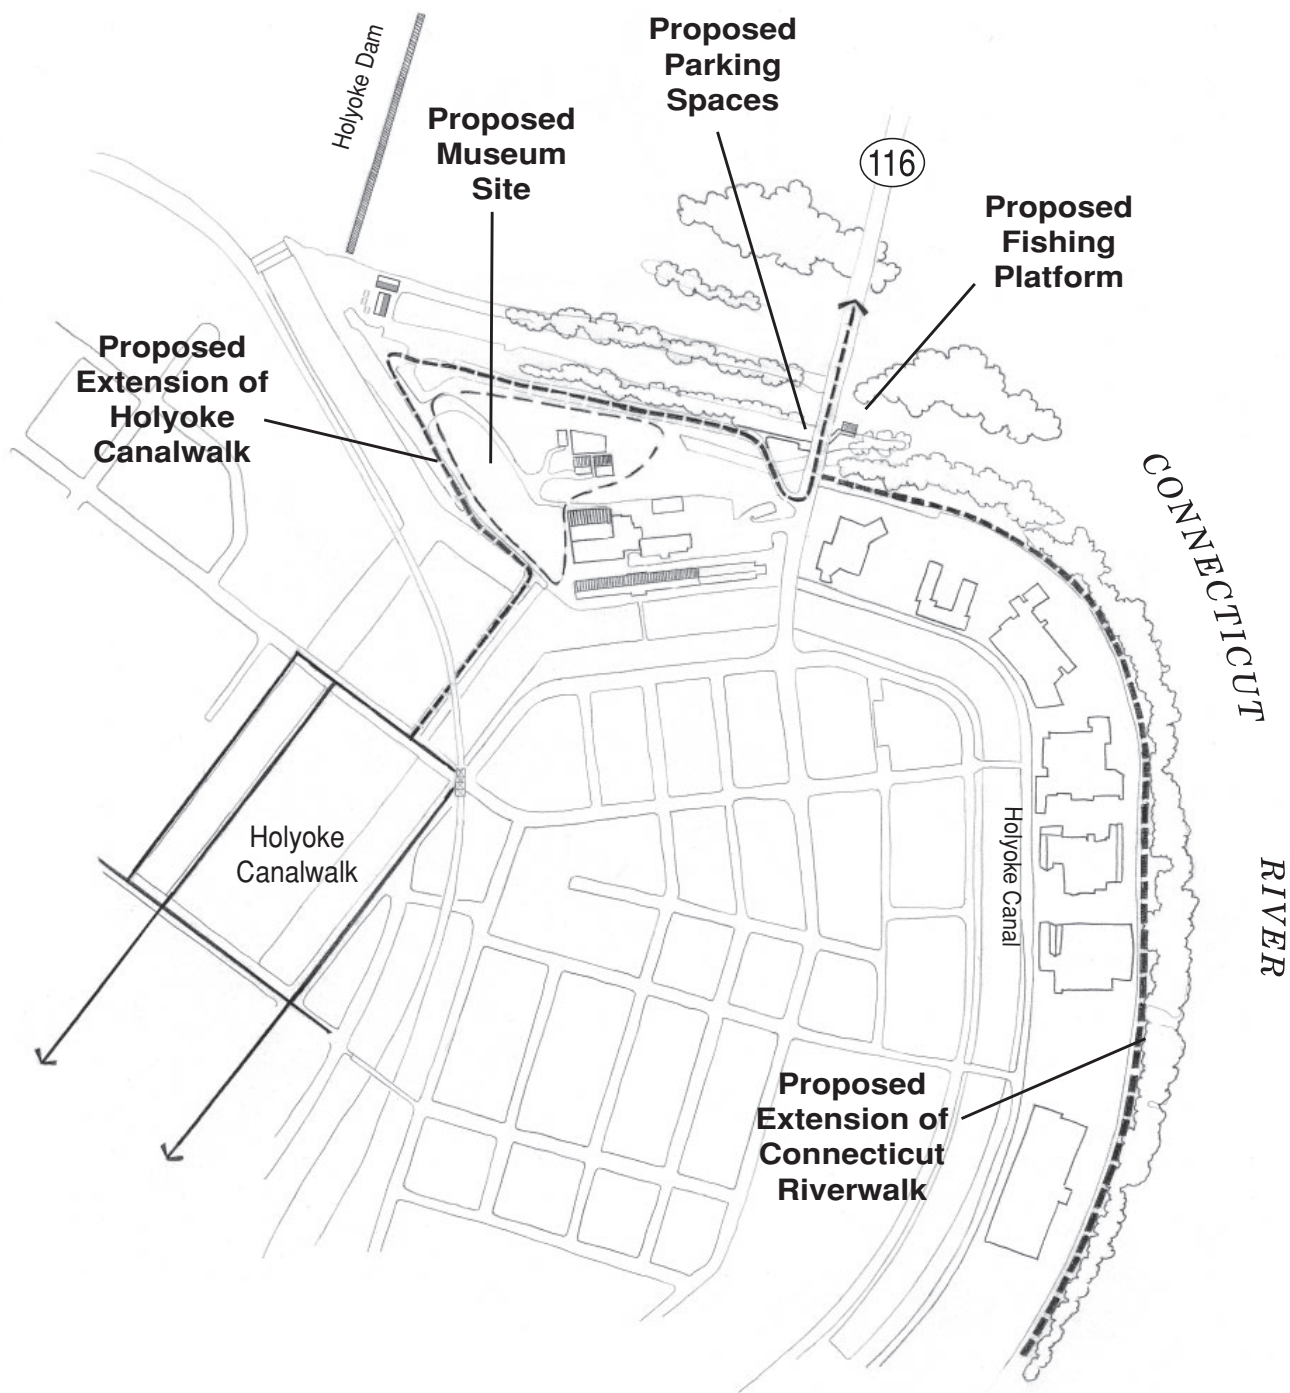 Proposed
Parking
Spaces
Holyoke Dam
Proposed
Museum
Site
116
Proposed
Fishing
Platform
Proposed
Extension of
Holyoke
Canalwalk
CONNECTICUT
RIVER
Holyoke
Canalwalk
Holyoke Canal
Proposed
Extension of
Connecticut
Riverwalk